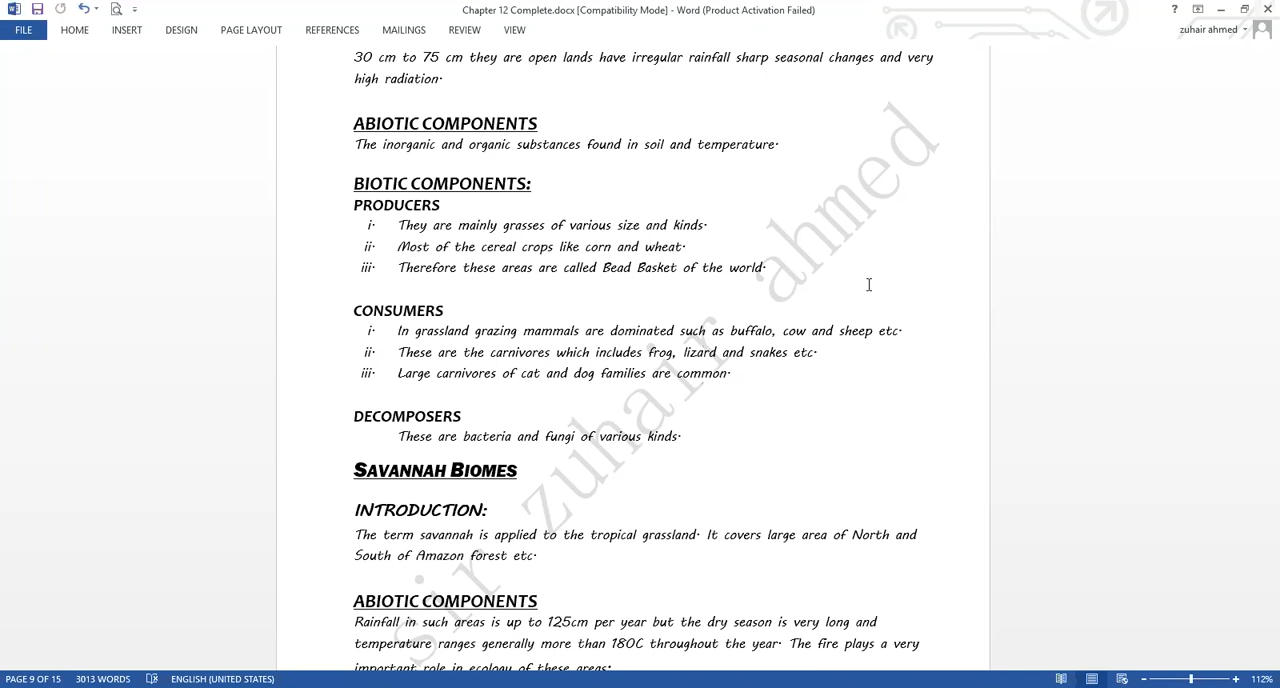 Chapter 12 Complete.docx [Compatibility Mode] - Word (Product Activation Failed)
FILE HOME INSERT DESIGN PAGE LAYOUT REFERENCES MAILINGS REVIEW VIEW zuhair ahmed
30 cm to 75 cm they are open lands have irregular rainfall sharp seasonal changes and very
high radiation.
ABIOTIC COMPONENTS
The inorganic and organic substances found in soil and temperature.
BIOTIC COMPONENTS:
PRODUCERS
i. They are mainly grasses of various size and kinds.
ii. Most of the cereal crops like corn and wheat.
iii. Therefore these areas are called Bead Basket of the world.
CONSUMERS
i. In grassland grazing mammals are dominated such as buffalo, cow and sheep etc.
ii. These are the carnivores which includes frog, lizard and snakes etc.
iii. Large carnivores of cat and dog families are common.
DECOMPOSERS
These are bacteria and fungi of various kinds.
SAVANNAH BIOMES
INTRODUCTION:
The term savannah is applied to the tropical grassland. It covers large area of North and
South of Amazon forest etc.
ABIOTIC COMPONENTS
Rainfall in such areas is up to 125cm per year but the dry season is very long and
temperature ranges generally more than 180C throughout the year. The fire plays a very
important role in ecology of these areas:
sir zuhair ahmed
PAGE 9 OF 15 3013 WORDS ENGLISH (UNITED STATES) 112%